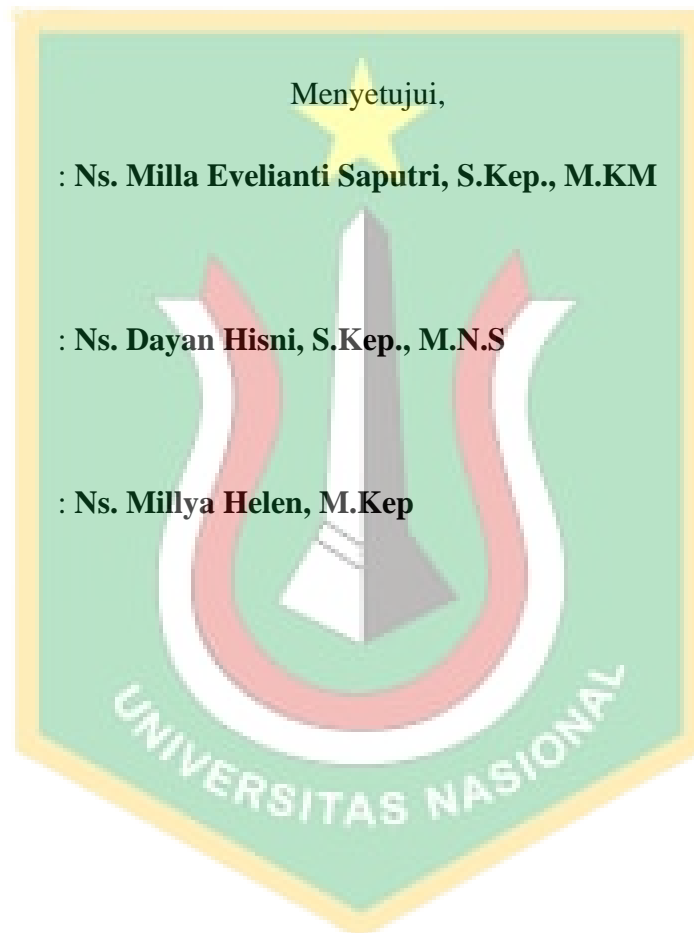 Menyetujui,
: Ns. Milla Evelianti Saputri, S.Kep., M.KM
: Ns. Dayan Hisni, S.Kep., M.N.S
: Ns. Millya Helen, M.Kep
UNIVERSITAS NASIONAL